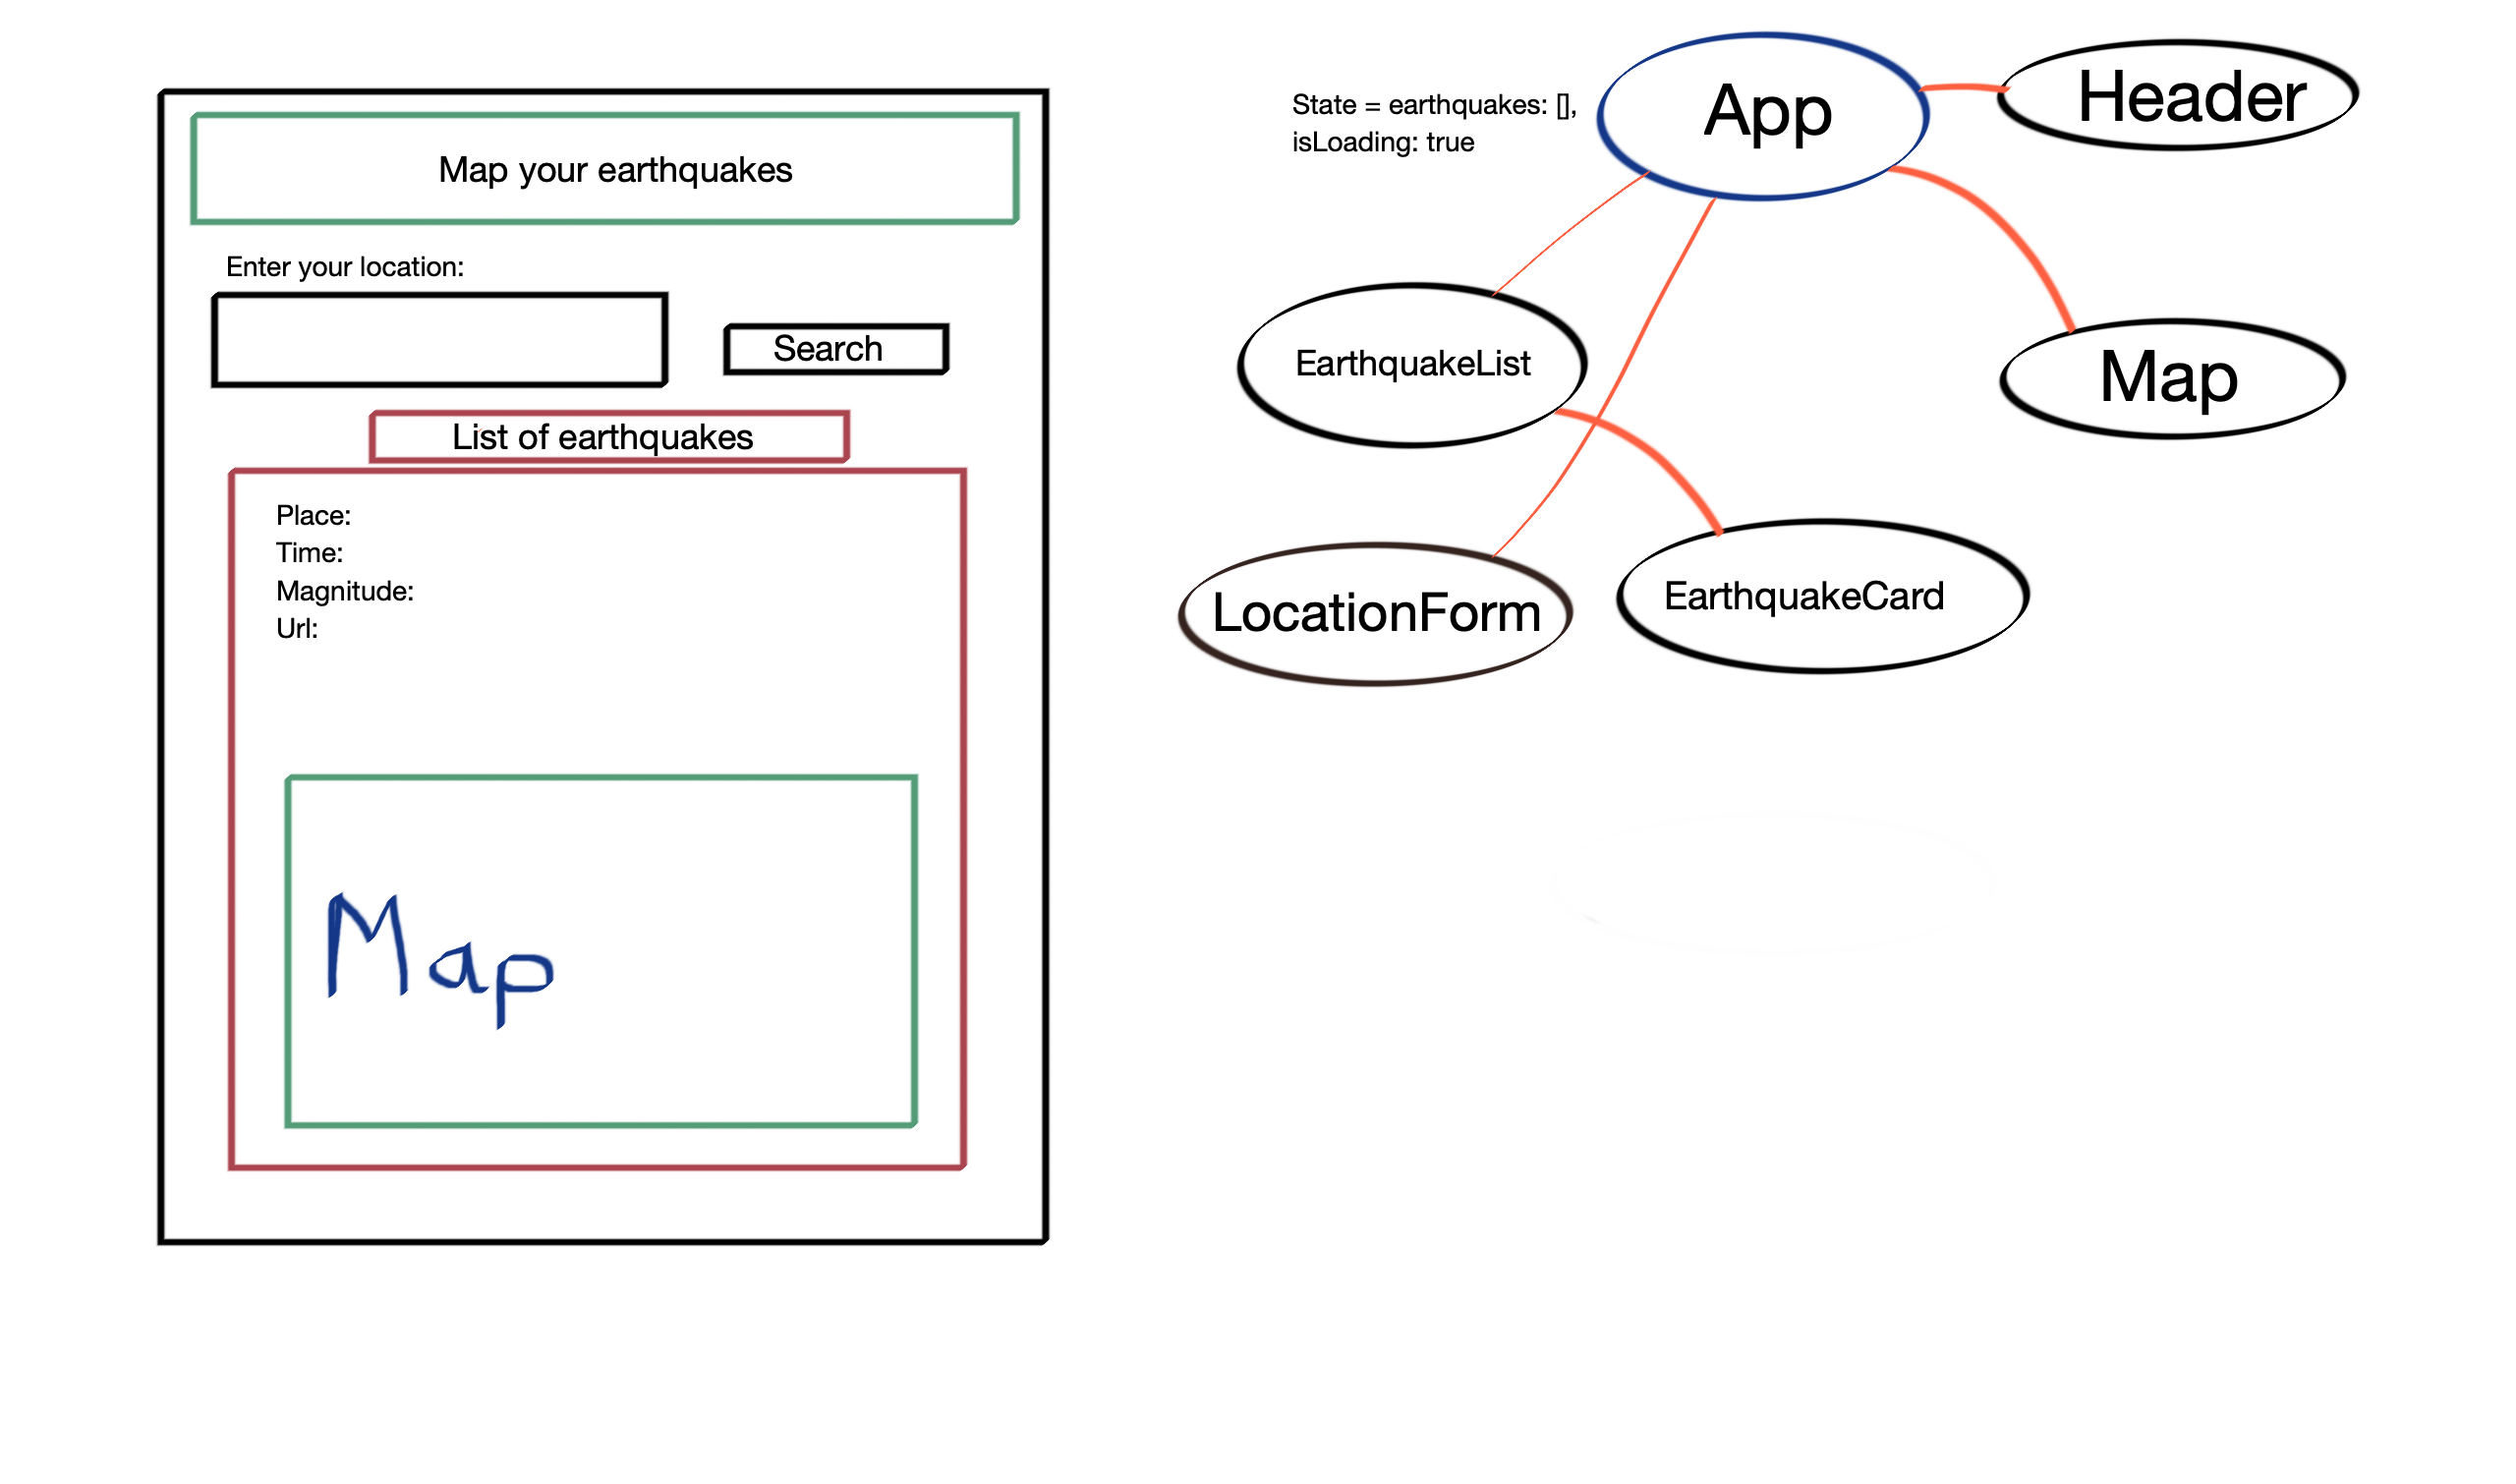 Map your earthquakes
Enter your location:
Search
List of earthquakes
Place:
Time:
Magnitude:
Url:
Map
State = earthquakes: [],
isLoading: true
App
Header
EarthquakeList
Map
LocationForm
EarthquakeCard